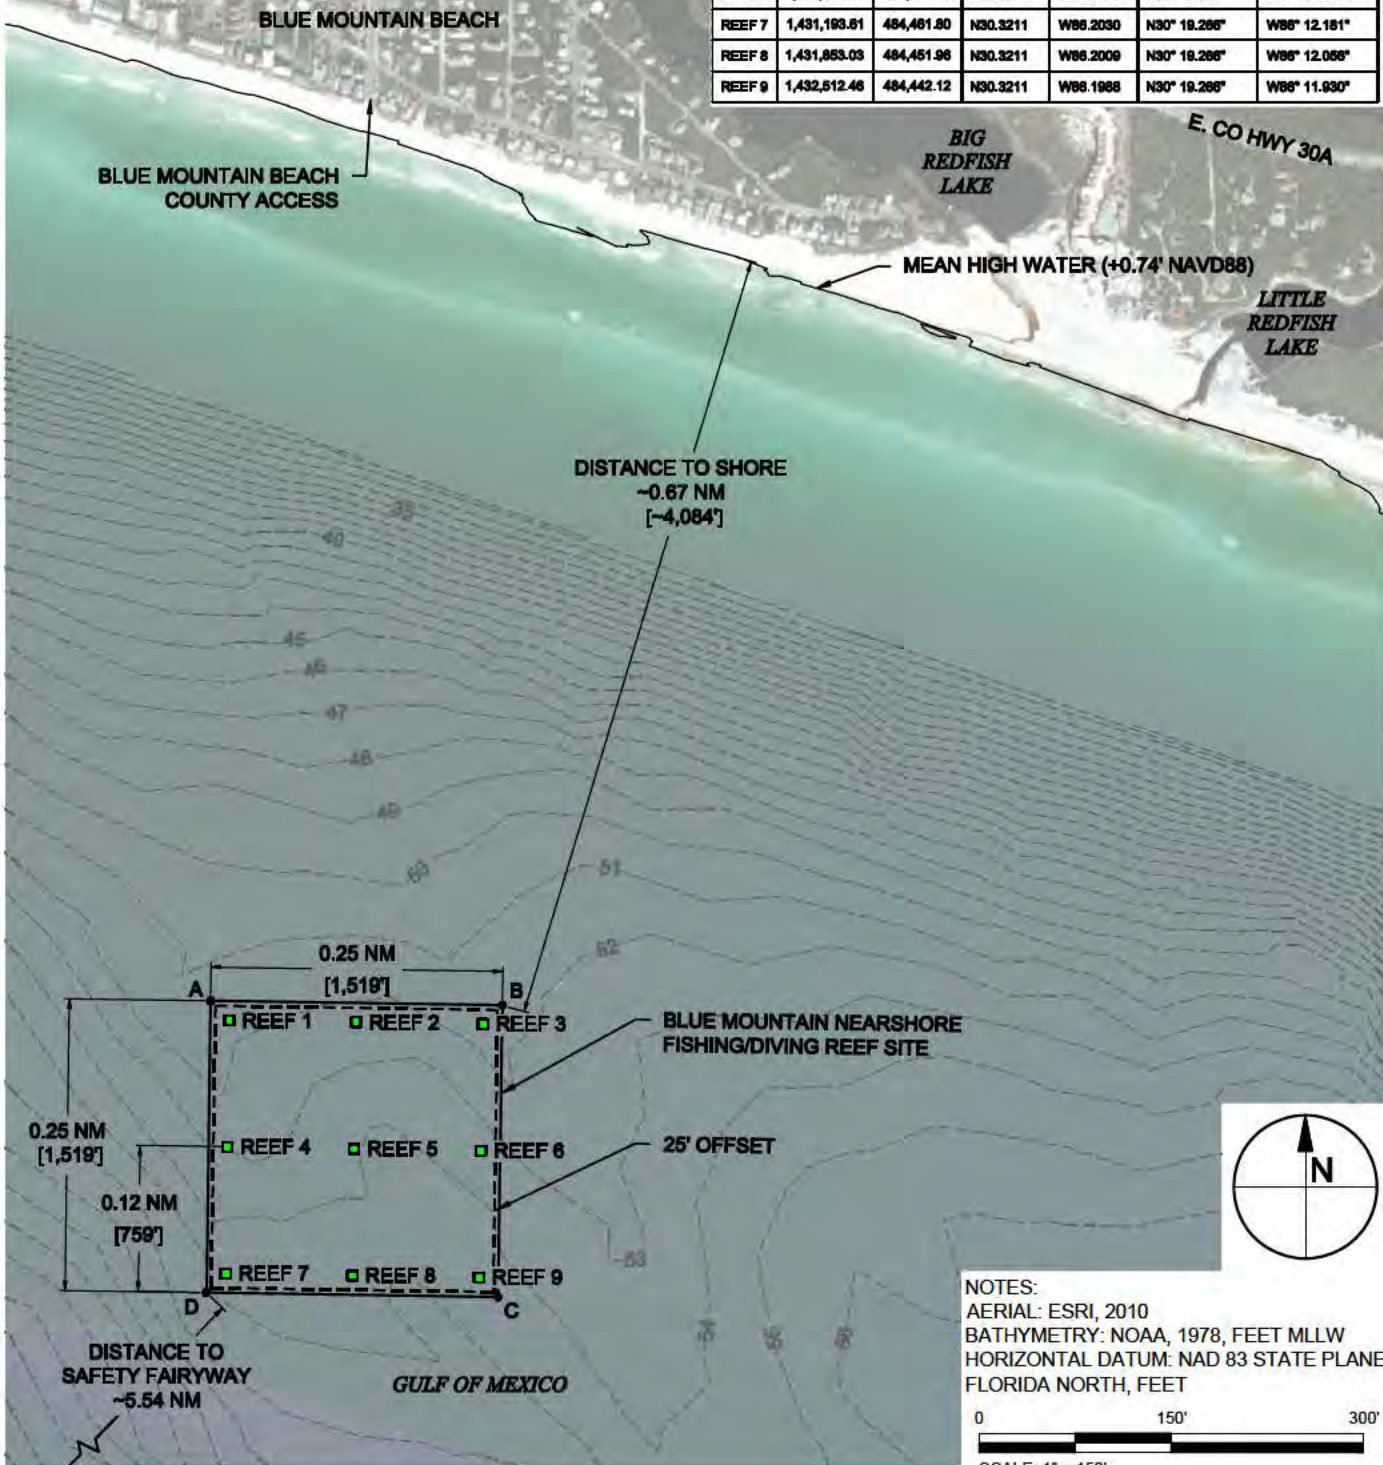 BLUE MOUNTAIN BEACH
REEF 7 1,431,193.61 484,461.80 N30.3211 W86.2030 N30° 19.266" W86° 12.181"
REEF 8 1,431,853.03 484,451.96 N30.3211 W86.2009 N30° 19.266" W86° 12.056"
REEF 9 1,432,512.46 484,442.12 N30.3211 W86.1988 N30° 19.266" W86° 11.930"
E. CO HWY 30A
BIG
REDFISH
LAKE
BLUE MOUNTAIN BEACH
COUNTY ACCESS
MEAN HIGH WATER (+0.74' NAVD88)
LITTLE
REDFISH
LAKE
DISTANCE TO SHORE
~0.67 NM
[~4,084']
-40
-45
-46
-47
-48
-49
-50
-51
-52
0.25 NM
[1,519']
A
B
REEF 1
REEF 2
REEF 3
BLUE MOUNTAIN NEARSHORE
FISHING/DIVING REEF SITE
0.25 NM
[1,519']
REEF 4
REEF 5
REEF 6
25' OFFSET
0.12 NM
[759']
N
-53
REEF 7
REEF 8
REEF 9
D
C
-54
DISTANCE TO
SAFETY FAIRYWAY
~5.54 NM
GULF OF MEXICO
NOTES:
AERIAL: ESRI, 2010
BATHYMETRY: NOAA, 1978, FEET MLLW
HORIZONTAL DATUM: NAD 83 STATE PLANE
FLORIDA NORTH, FEET
0 150' 300'